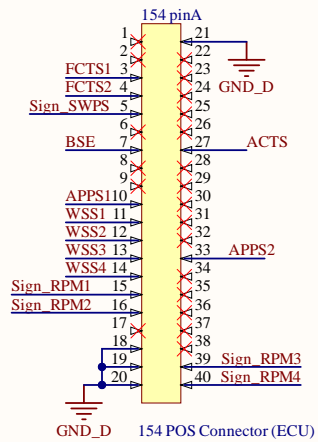 154 pinA
1 21
2 22
FCTS1 3 23
FCTS2 4 24 GND_D
Sign_SWPS 5 25
6 26
BSE 7 27 ACTS
8 28
9 29
APPS1 10 30
WSS1 11 31
WSS2 12 32
WSS3 13 33 APPS2
WSS4 14 34
Sign_RPM1 15 35
Sign_RPM2 16 36
17 37
18 38
19 39 Sign_RPM3
20 40 Sign_RPM4
GND_D 154 POS Connector (ECU)